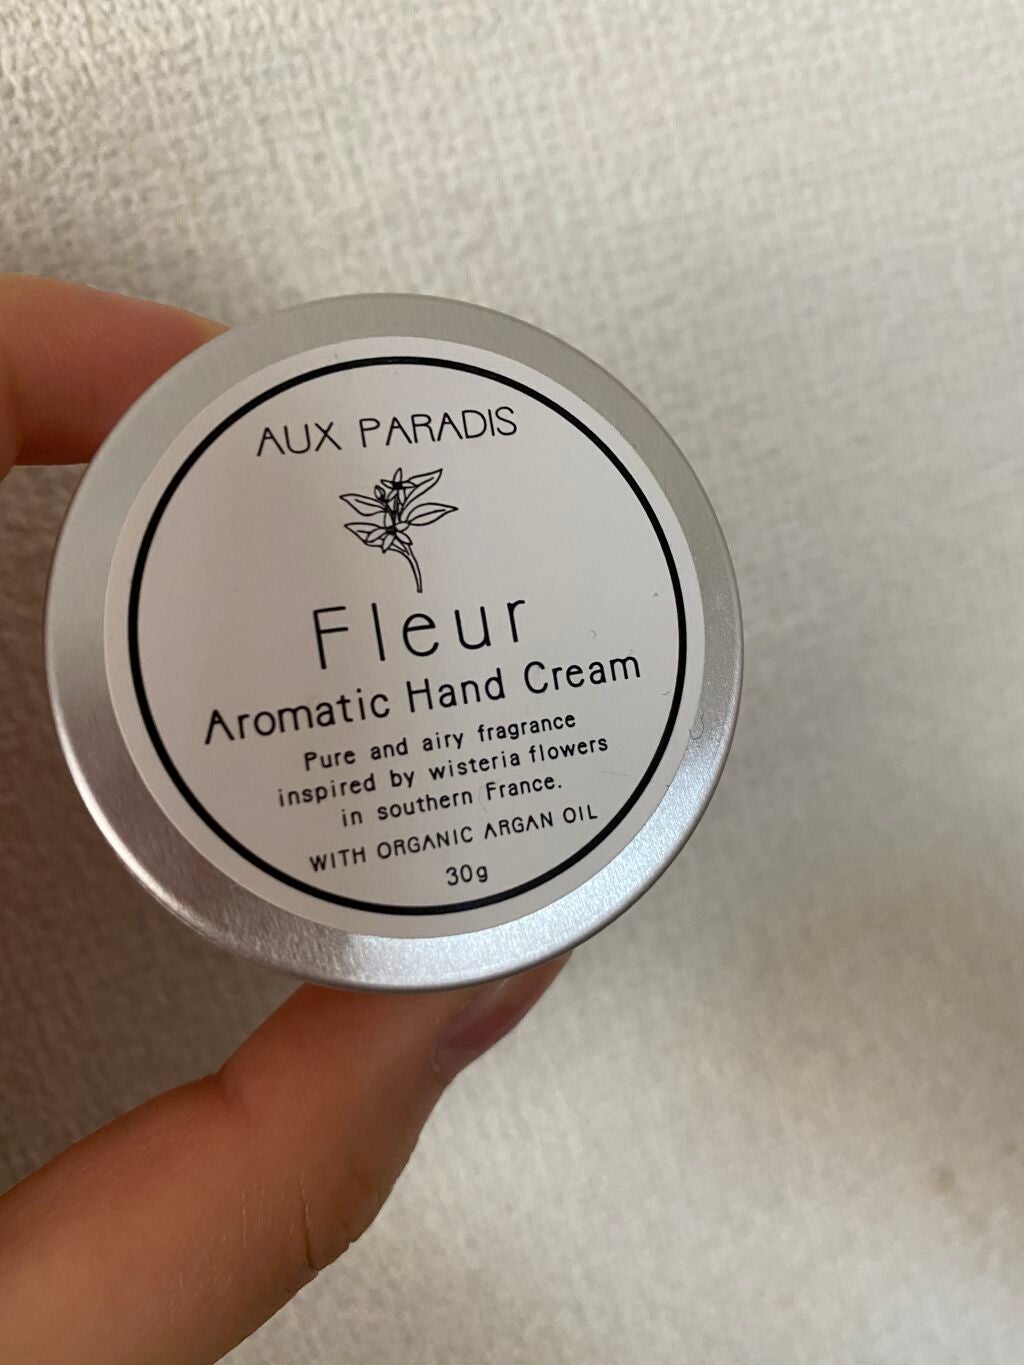 AUX PARADIS
Fleur
Aromatic Hand Cream
Pure and airy fragrance
inspired by wisteria flowers
in southern France.
WITH ORGANIC ARGAN OIL
30g